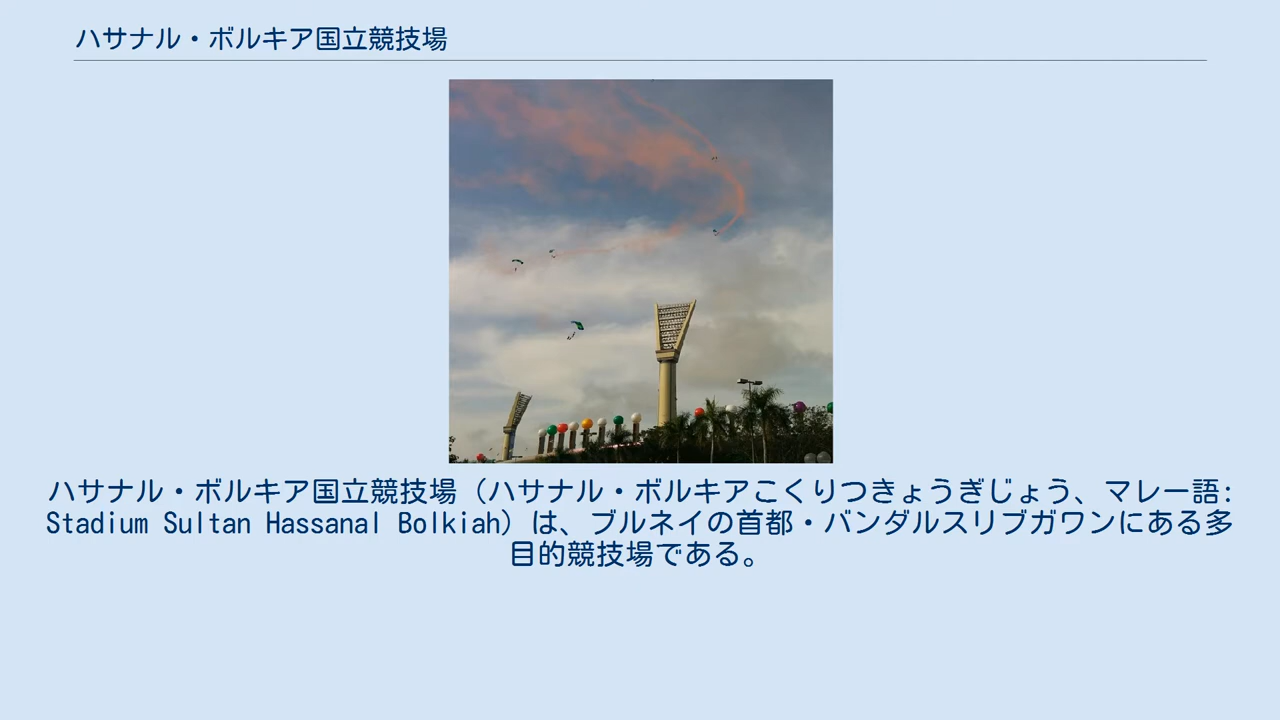 ハサナル・ボルキア国立競技場
ハサナル・ボルキア国立競技場（ハサナル・ボルキアこくりつきょうぎじょう、マレー語:
Stadium Sultan Hassanal Bolkiah）は、ブルネイの首都・バンダルスリブガワンにある多
目的競技場である。